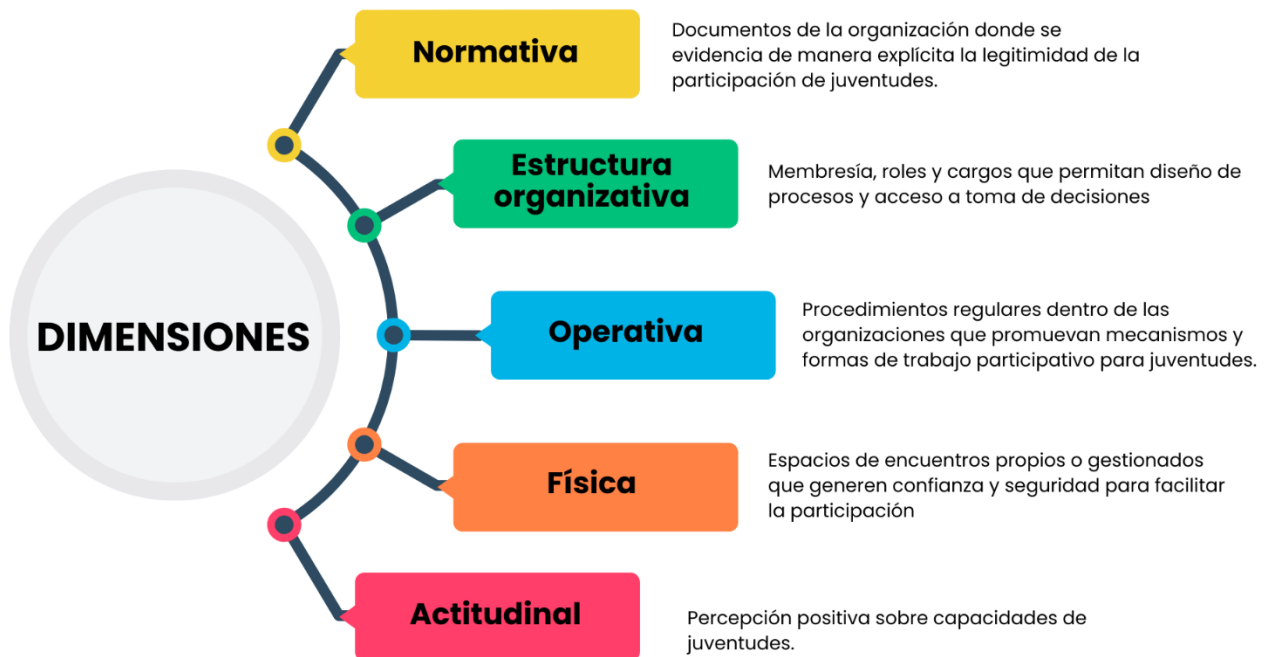 DIMENSIONES
Normativa
Documentos de la organización donde se
evidencia de manera explícita la legitimidad de la
participación de juventudes.
Estructura
organizativa
Membresía, roles y cargos que permitan diseño de
procesos y acceso a toma de decisiones
Operativa
Procedimientos regulares dentro de las
organizaciones que promuevan mecanismos y
formas de trabajo participativo para juventudes.
Física
Espacios de encuentros propios o gestionados
que generen confianza y seguridad para facilitar
la participación
Actitudinal
Percepción positiva sobre capacidades de
juventudes.